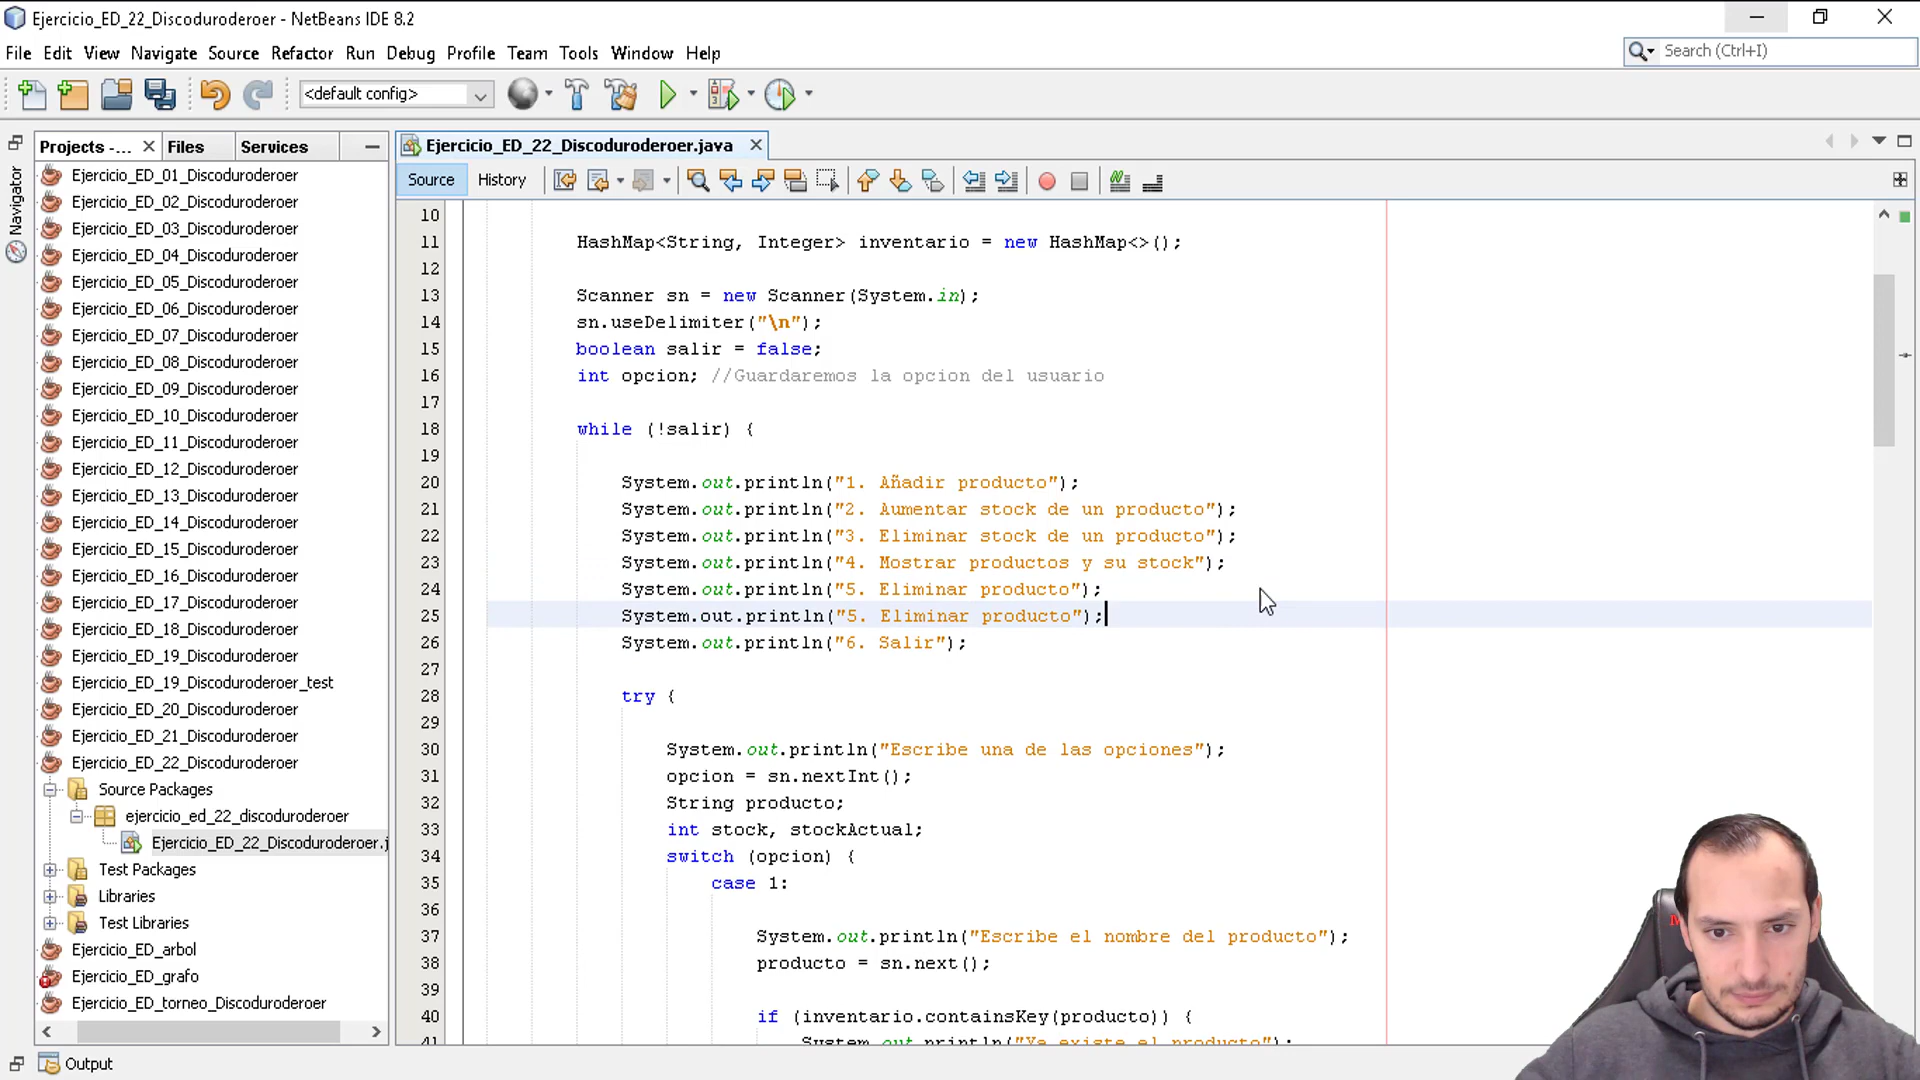 Ejercicio_ED_22_Discoduroderoer - NetBeans IDE 8.2
File Edit View Navigate Source Refactor Run Debug Profile Team Tools Window Help
Search (Ctrl+I)
<default config>
Projects -... Files Services
Ejercicio_ED_22_Discoduroderoer.java
Source History
Navigator
Ejercicio_ED_01_Discoduroderoer
Ejercicio_ED_02_Discoduroderoer
Ejercicio_ED_03_Discoduroderoer
Ejercicio_ED_04_Discoduroderoer
Ejercicio_ED_05_Discoduroderoer
Ejercicio_ED_06_Discoduroderoer
Ejercicio_ED_07_Discoduroderoer
Ejercicio_ED_08_Discoduroderoer
Ejercicio_ED_09_Discoduroderoer
Ejercicio_ED_10_Discoduroderoer
Ejercicio_ED_11_Discoduroderoer
Ejercicio_ED_12_Discoduroderoer
Ejercicio_ED_13_Discoduroderoer
Ejercicio_ED_14_Discoduroderoer
Ejercicio_ED_15_Discoduroderoer
Ejercicio_ED_16_Discoduroderoer
Ejercicio_ED_17_Discoduroderoer
Ejercicio_ED_18_Discoduroderoer
Ejercicio_ED_19_Discoduroderoer
Ejercicio_ED_19_Discoduroderoer_test
Ejercicio_ED_20_Discoduroderoer
Ejercicio_ED_21_Discoduroderoer
Ejercicio_ED_22_Discoduroderoer
Source Packages
ejercicio_ed_22_discoduroderoer
Ejercicio_ED_22_Discoduroderoer.j
Test Packages
Libraries
Test Libraries
Ejercicio_ED_arbol
Ejercicio_ED_grafo
Ejercicio_ED_torneo_Discoduroderoer
10
11 HashMap<String, Integer> inventario = new HashMap<>();
12
13 Scanner sn = new Scanner(System.in);
14 sn.useDelimiter("\n");
15 boolean salir = false;
16 int opcion; //Guardaremos la opcion del usuario
17
18 while (!salir) {
19
20 System.out.println("1. Añadir producto");
21 System.out.println("2. Aumentar stock de un producto");
22 System.out.println("3. Eliminar stock de un producto");
23 System.out.println("4. Mostrar productos y su stock");
24 System.out.println("5. Eliminar producto");
25 System.out.println("5. Eliminar producto");
26 System.out.println("6. Salir");
27
28 try {
29
30 System.out.println("Escribe una de las opciones");
31 opcion = sn.nextInt();
32 String producto;
33 int stock, stockActual;
34 switch (opcion) {
35 case 1:
36
37 System.out.println("Escribe el nombre del producto");
38 producto = sn.next();
39
40 if (inventario.containsKey(producto)) {
41 System.out.println("Ya existe el producto");
Output